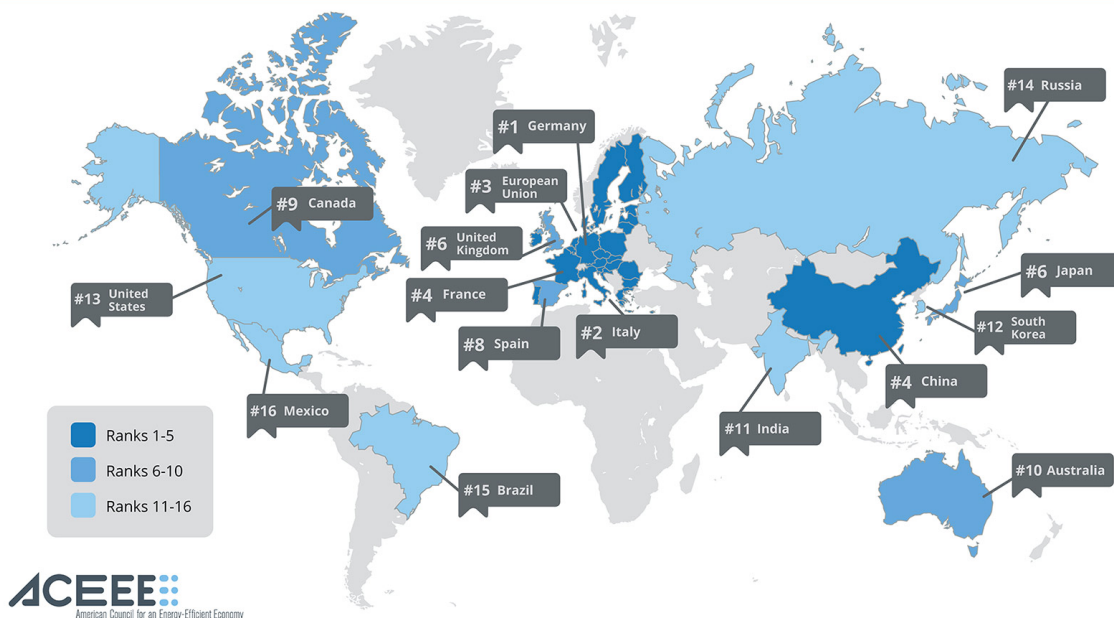 #14 Russia
#1 Germany
#3 European
Union
#9 Canada
#6 United
Kingdom
#6 Japan
#13 United
States
#4 France
#12 South
Korea
#8 Spain
#2 Italy
#4 China
#16 Mexico
#11 India
Ranks 1-5
Ranks 6-10
Ranks 11-16
#15 Brazil
#10 Australia
ACEEE
American Council for an Energy-Efficient Economy